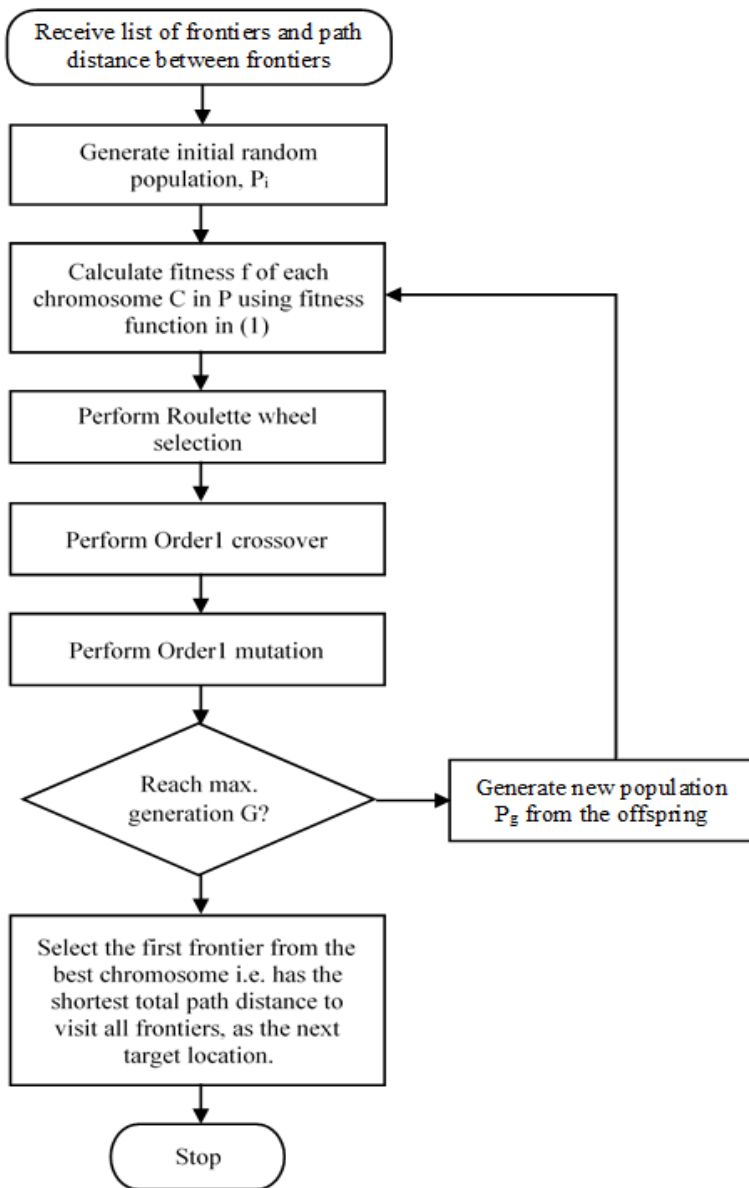 Receive list of frontiers and path
distance between frontiers
Generate initial random
population, Pᵢ
Calculate fitness f of each
chromosome C in P using fitness
function in (1)
Perform Roulette wheel
selection
Perform Order1 crossover
Perform Order1 mutation
Reach max.
generation G?
Generate new population
P₉ from the offspring
Select the first frontier from the
best chromosome i.e. has the
shortest total path distance to
visit all frontiers, as the next
target location.
Stop